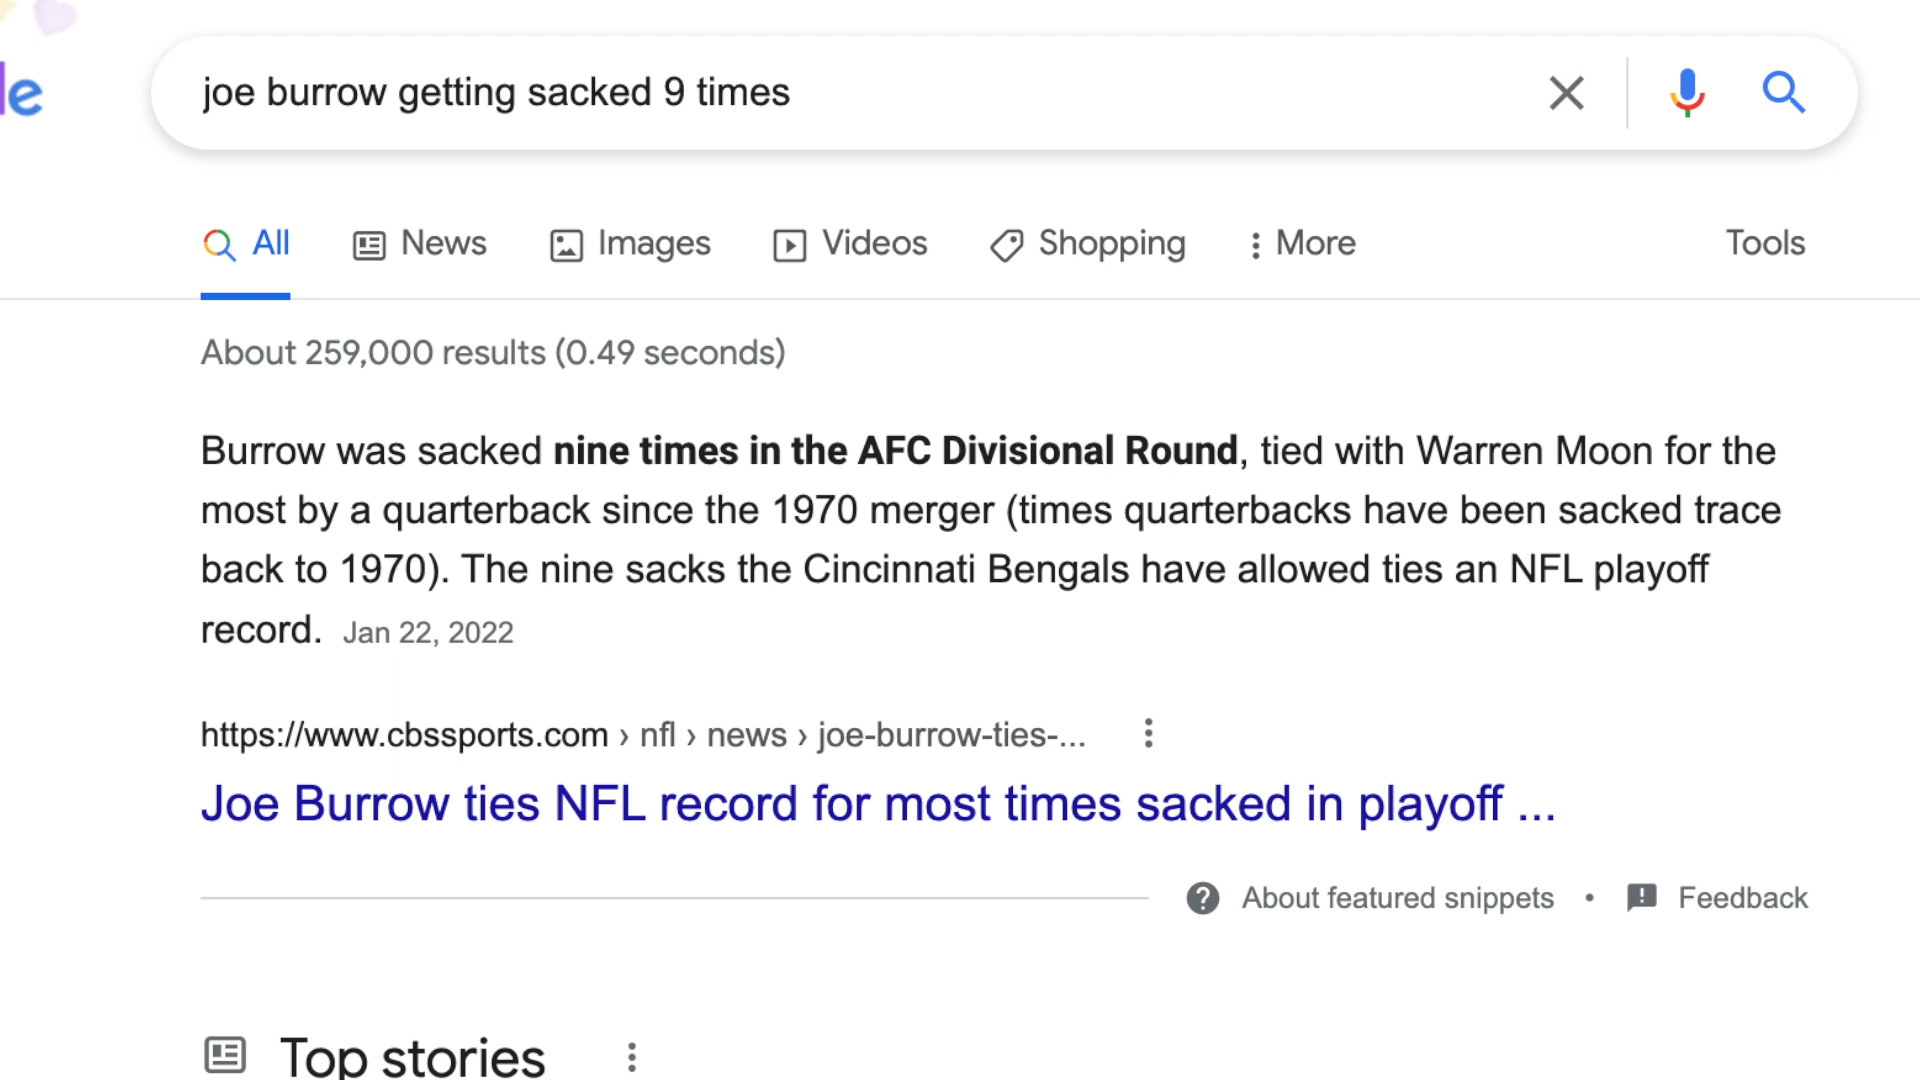 le
joe burrow getting sacked 9 times
All News Images Videos Shopping More Tools
About 259,000 results (0.49 seconds)
Burrow was sacked nine times in the AFC Divisional Round, tied with Warren Moon for the
most by a quarterback since the 1970 merger (times quarterbacks have been sacked trace
back to 1970). The nine sacks the Cincinnati Bengals have allowed ties an NFL playoff
record. Jan 22, 2022
https://www.cbssports.com › nfl › news › joe-burrow-ties-...
Joe Burrow ties NFL record for most times sacked in playoff ...
About featured snippets • Feedback
Top stories